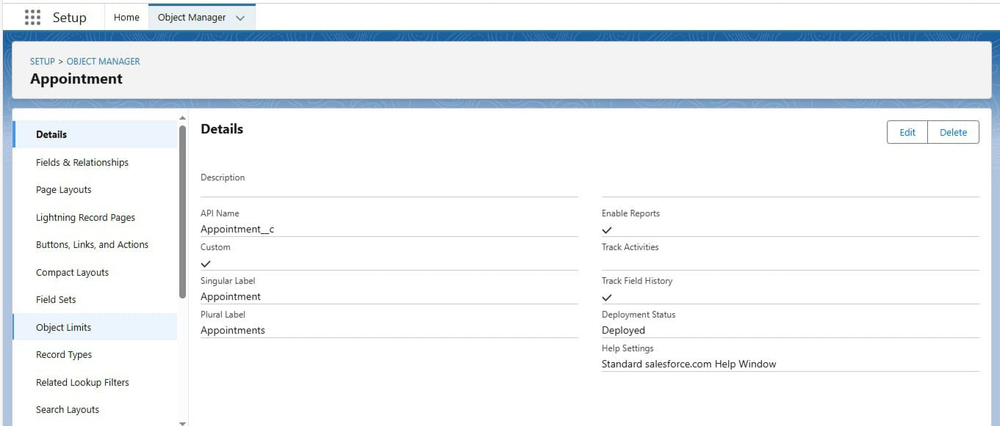 Setup Home Object Manager
SETUP > OBJECT MANAGER
Appointment
Details
Fields & Relationships
Page Layouts
Lightning Record Pages
Buttons, Links, and Actions
Compact Layouts
Field Sets
Object Limits
Record Types
Related Lookup Filters
Search Layouts
Details
Edit Delete
Description
API Name
Appointment__c
Custom
Singular Label
Appointment
Plural Label
Appointments
Enable Reports
Track Activities
Track Field History
Deployment Status
Deployed
Help Settings
Standard salesforce.com Help Window